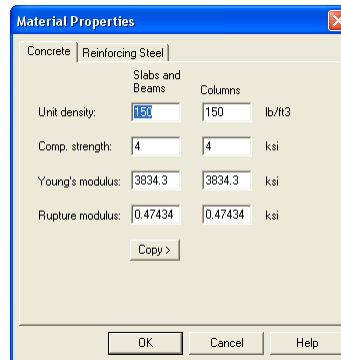 Material Properties
Concrete Reinforcing Steel
Slabs and
Beams Columns
Unit density: 150 150 lb/ft3
Comp. strength: 4 4 ksi
Young's modulus: 3834.3 3834.3 ksi
Rupture modulus: 0.47434 0.47434 ksi
Copy >
OK Cancel Help